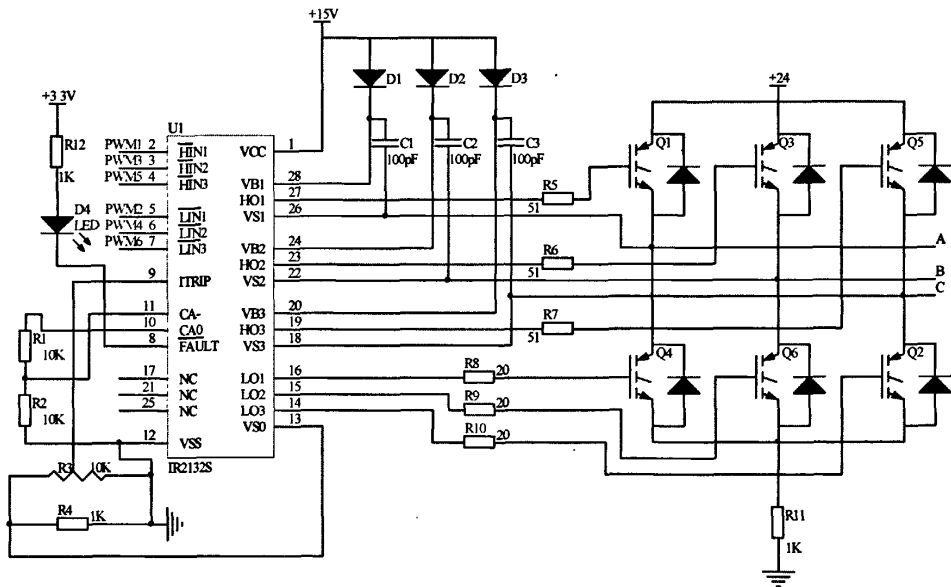 +15V
+3 3V
R12
1K
D4
LED
U1
PWM1 2 HIN1
PWM3 3 HIN2
PWM5 4 HIN3
PWM2 5 LIN1
PWM4 6 LIN2
PWM6 7 LIN3
9 ITRIP
11 CA-
10 CA0
8 FAULT
17 NC
21 NC
25 NC
12 VSS
VCC 1
VB1 28
HO1 27
VS1 26
VB2 24
HO2 23
VS2 22
VB3 20
HO3 19
VS3 18
LO1 16
LO2 15
LO3 14
VS0 13
IR2132S
R1
10K
R2
10K
R3 10K
R4 1K
D1 D2 D3
C1 C2 C3
100pF 100pF 100pF
R5
51
R6
51
R7
51
R8 20
R9 20
R10 20
+24
Q1 Q3 Q5
A
B
C
Q4 Q6 Q2
R11
1K